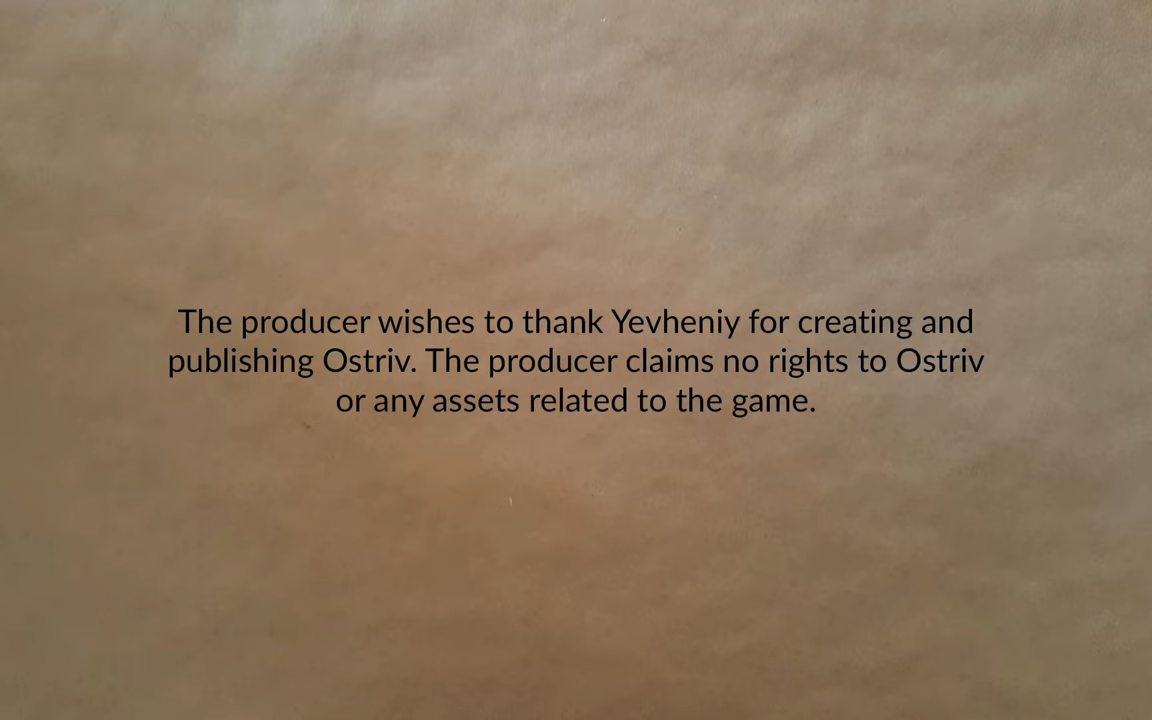 The producer wishes to thank Yevheniy for creating and
publishing Ostriv. The producer claims no rights to Ostriv
or any assets related to the game.